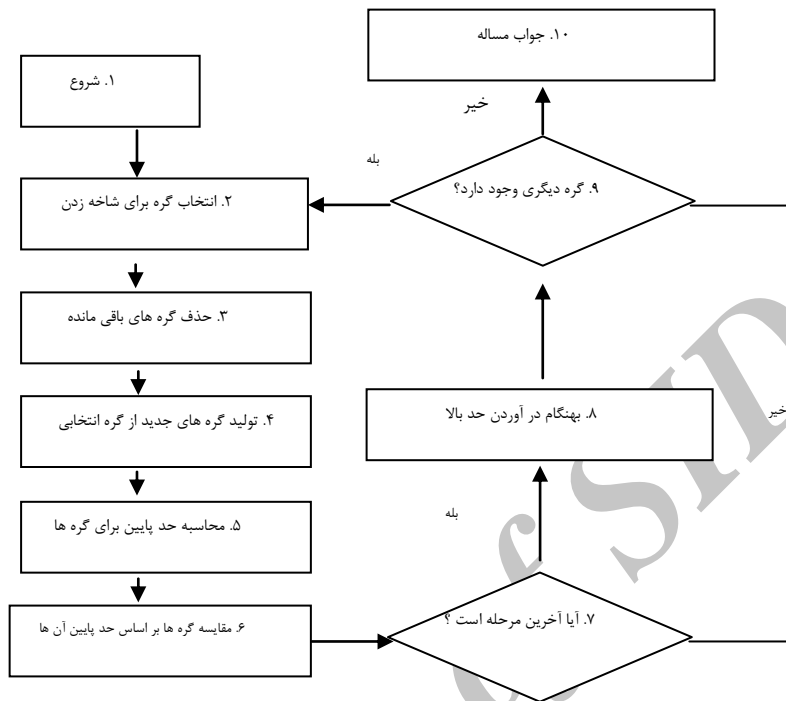 ۱. شروع
۲. انتخاب گره برای شاخه زدن
۳. حذف گره های باقی مانده
۴. تولید گره های جدید از گره انتخابی
۵. محاسبه حد پایین برای گره ها
۶. مقایسه گره ها بر اساس حد پایین آن ها
۷. آیا آخرین مرحله است ؟
بله
خیر
۸. بهنگام در آوردن حد بالا
۹. گره دیگری وجود دارد؟
بله
خیر
۱۰. جواب مساله
of SID